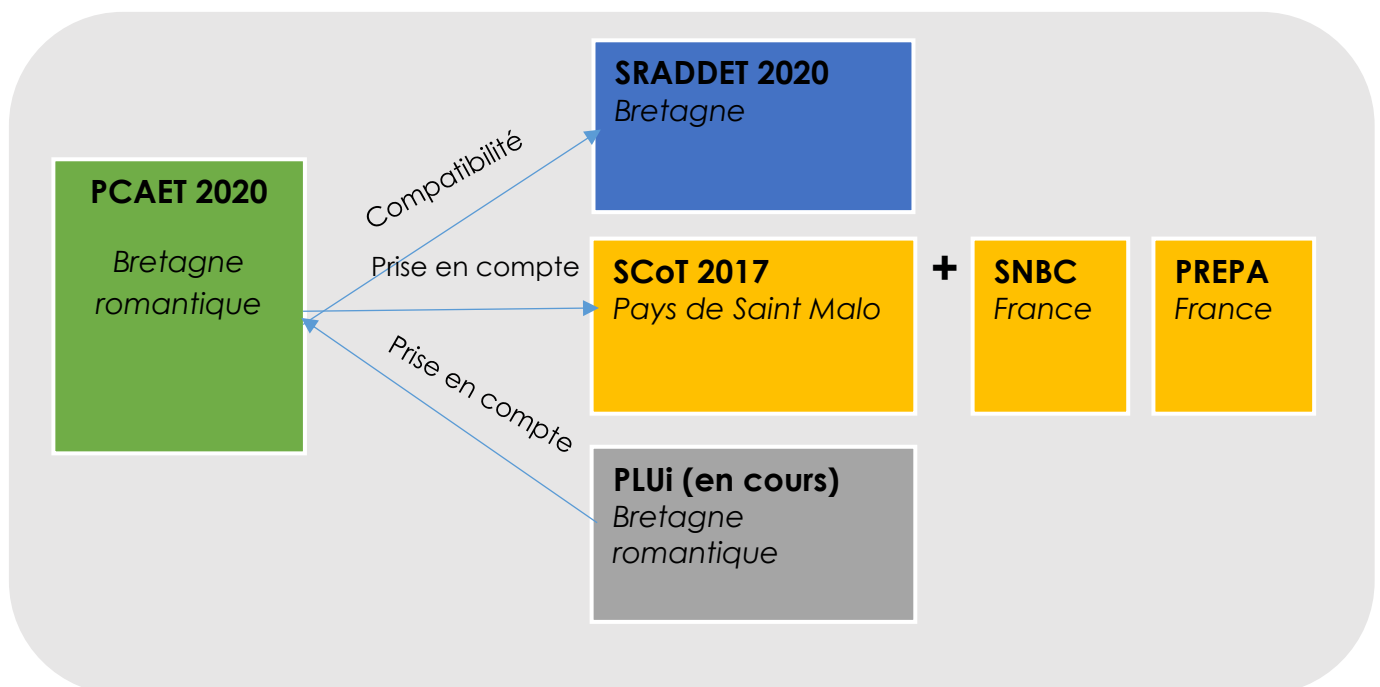 PCAET 2020
Bretagne
romantique
Compatibilité
Prise en compte
Prise en compte
SRADDET 2020
Bretagne
SCoT 2017
Pays de Saint Malo
+
SNBC
France
PREPA
France
PLUi (en cours)
Bretagne
romantique